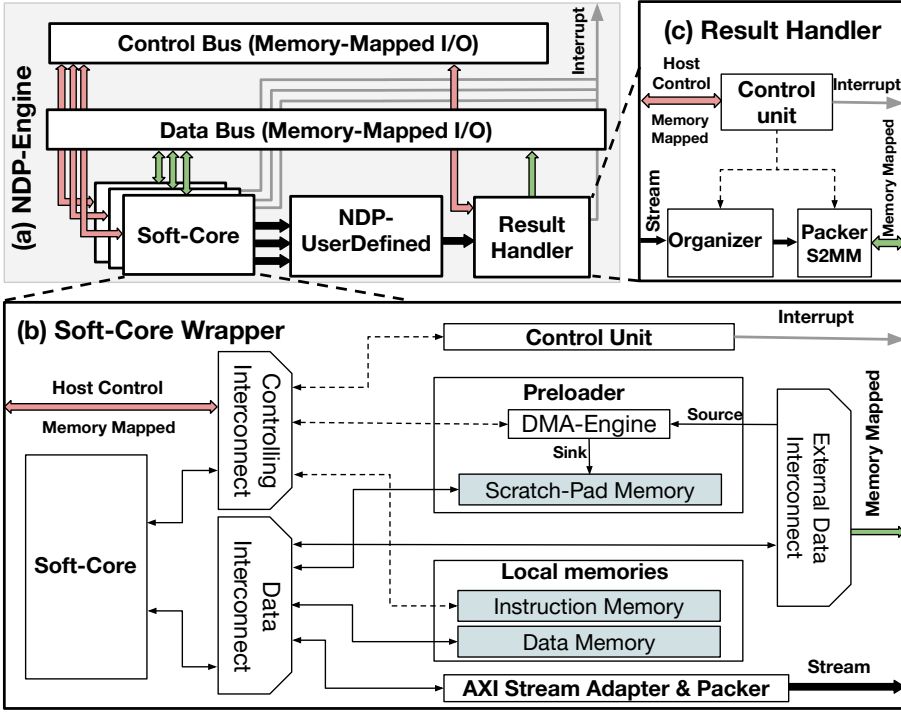 (a) NDP-Engine
Control Bus (Memory-Mapped I/O)
Interrupt
Data Bus (Memory-Mapped I/O)
Soft-Core
NDP-
UserDefined
Result
Handler
(c) Result Handler
Host
Control
Memory
Mapped
Control
unit
Interrupt
Stream
Organizer
Packer
S2MM
Memory Mapped
(b) Soft-Core Wrapper
Host Control
Memory Mapped
Controlling
Interconnect
Control Unit
Interrupt
Preloader
DMA-Engine
Source
Sink
Scratch-Pad Memory
External Data
Interconnect
Memory Mapped
Soft-Core
Data
Interconnect
Local memories
Instruction Memory
Data Memory
AXI Stream Adapter & Packer
Stream